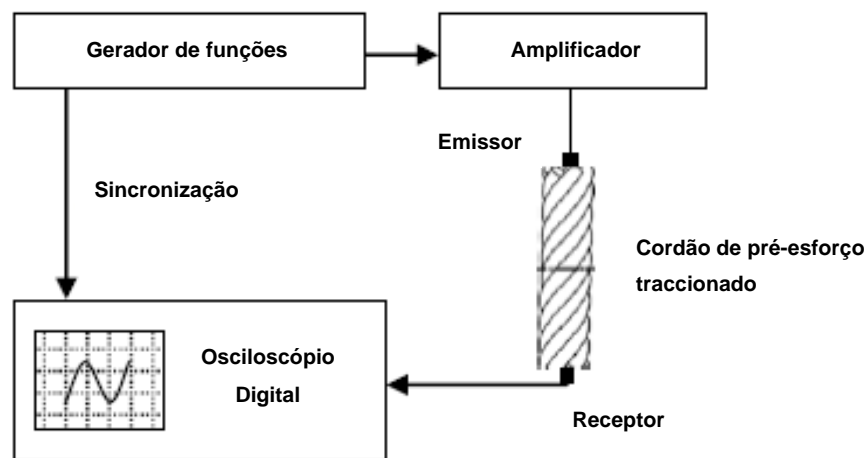 Gerador de funções
Amplificador
Emissor
Sincronização
Cordão de pré-esforço
traccionado
Osciloscópio
Digital
Receptor